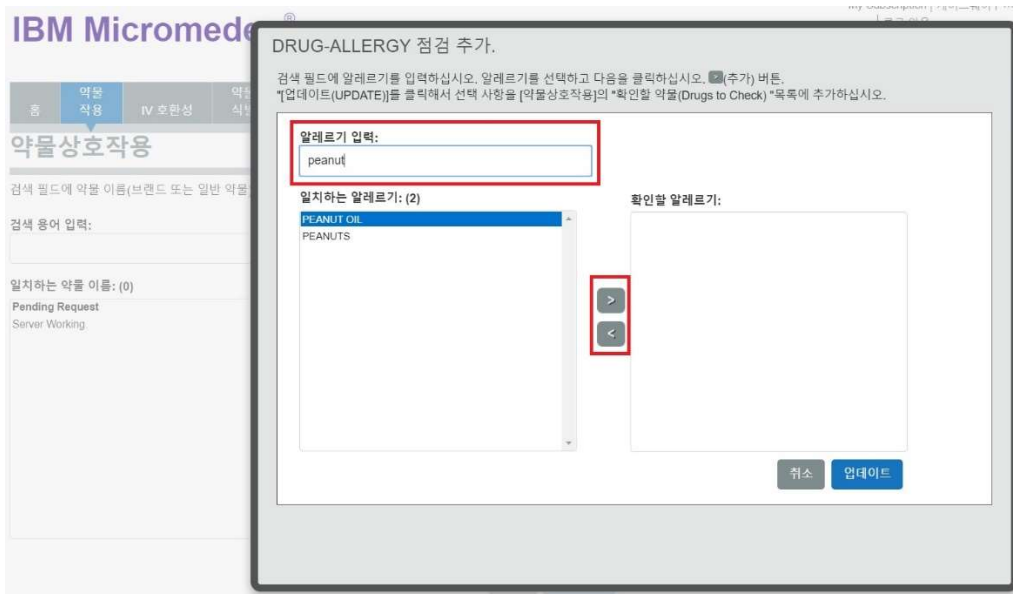 IBM Micromede
®
홈
약물
작용
IV 호환성
약물상호작용
검색 필드에 약물 이름(브랜드 또는 일반 약물
검색 용어 입력:
일치하는 약물 이름: (0)
Pending Request
Server Working
DRUG-ALLERGY 점검 추가.
검색 필드에 알레르기를 입력하십시오. 알레르기를 선택하고 다음을 클릭하십시오. > (추가) 버튼.
"[업데이트(UPDATE)]를 클릭해서 선택 사항을 [약물상호작용]의 "확인할 약물(Drugs to Check) "목록에 추가하십시오.
알레르기 입력:
peanut
일치하는 알레르기: (2)
PEANUT OIL
PEANUTS
확인할 알레르기:
>
<
취소
업데이트